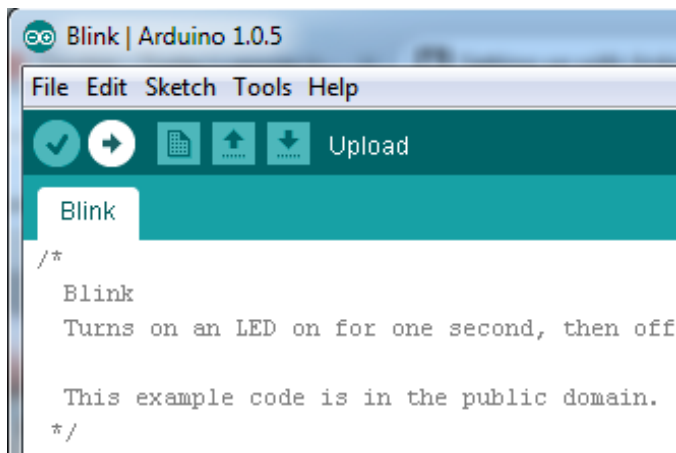 Blink | Arduino 1.0.5
File Edit Sketch Tools Help
Upload
Blink
/*
Blink
Turns on an LED on for one second, then off
This example code is in the public domain.
*/